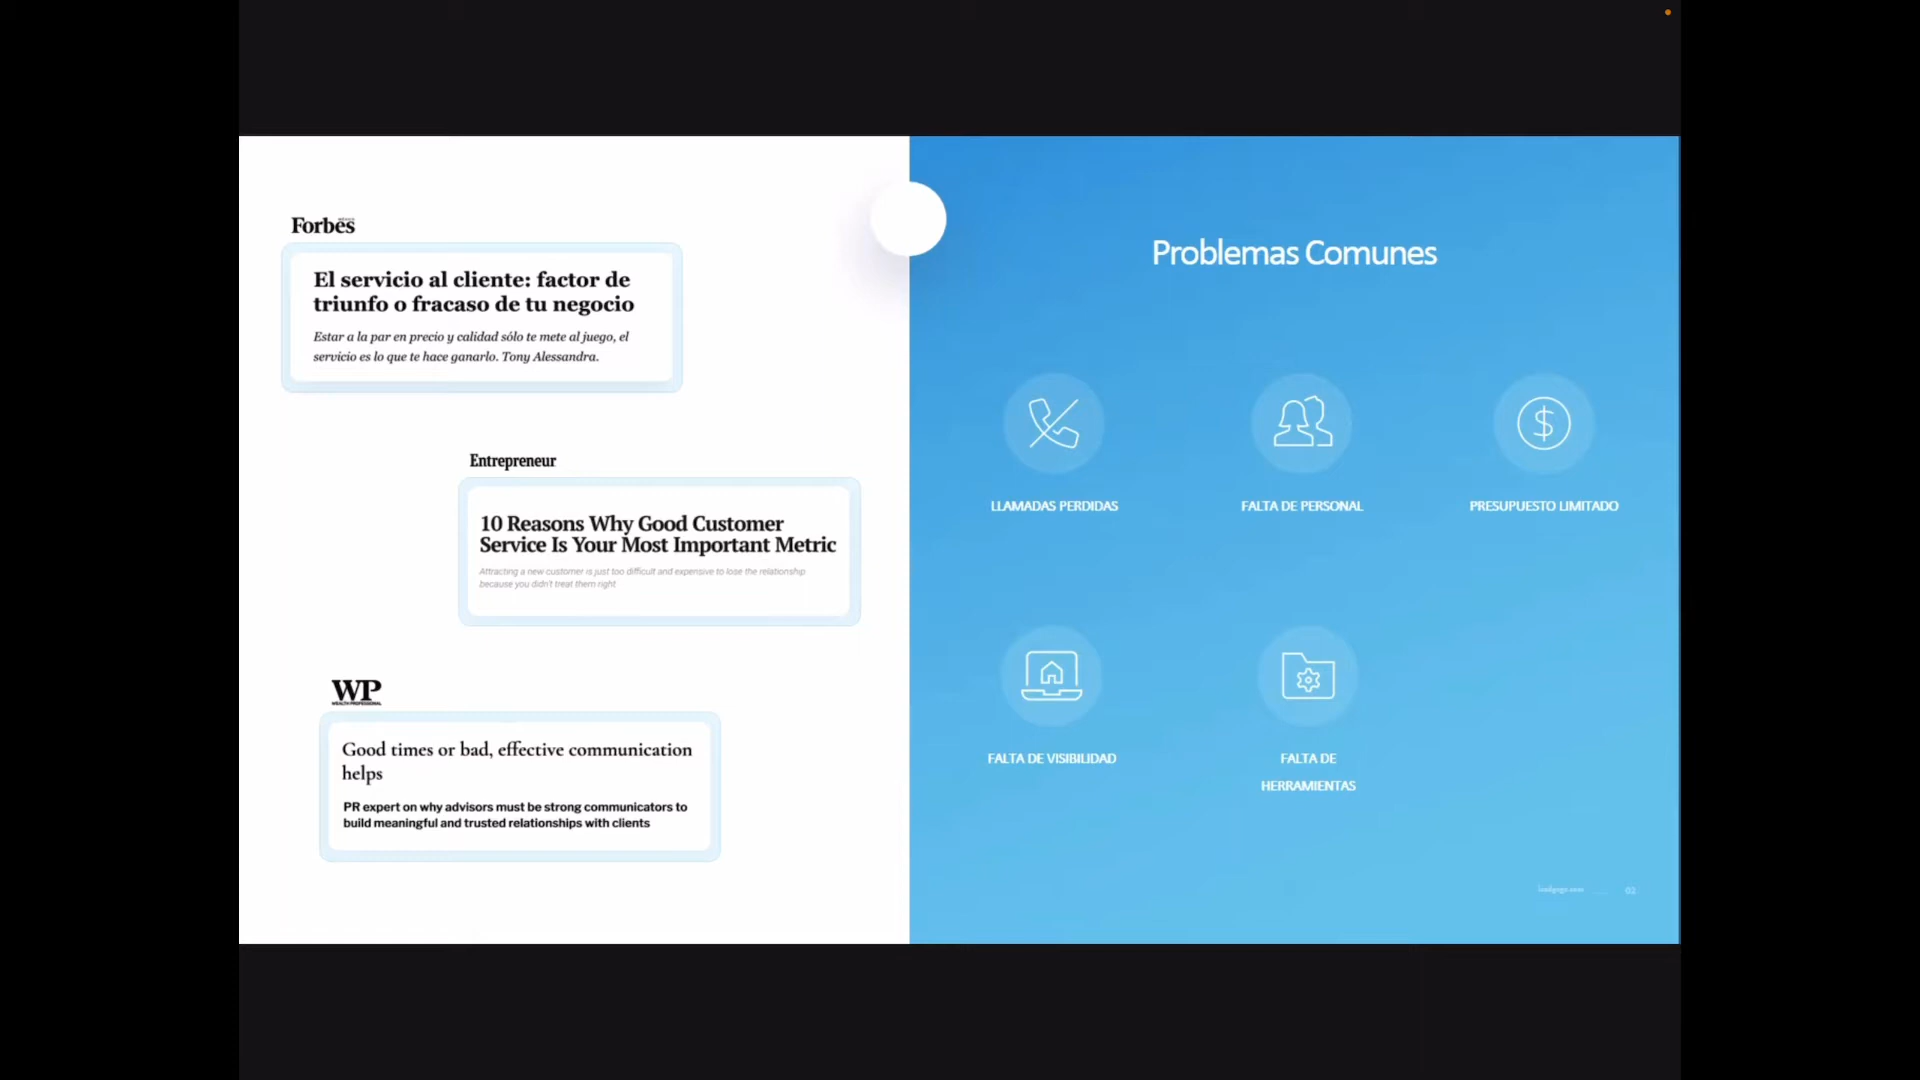 Forbes
El servicio al cliente: factor de
triunfo o fracaso de tu negocio
Estar a la par en precio y calidad sólo te mete al juego, el
servicio es lo que te hace ganarlo. Tony Alessandra.
Entrepreneur
10 Reasons Why Good Customer
Service Is Your Most Important Metric
Attracting a new customer is just too difficult and expensive to lose the relationship
because you didn't treat them right
WP
WEALTH PROFESSIONAL
Good times or bad, effective communication
helps
PR expert on why advisors must be strong communicators to
build meaningful and trusted relationships with clients
Problemas Comunes
LLAMADAS PERDIDAS
FALTA DE PERSONAL
PRESUPUESTO LIMITADO
FALTA DE VISIBILIDAD
FALTA DE
HERRAMIENTAS
02